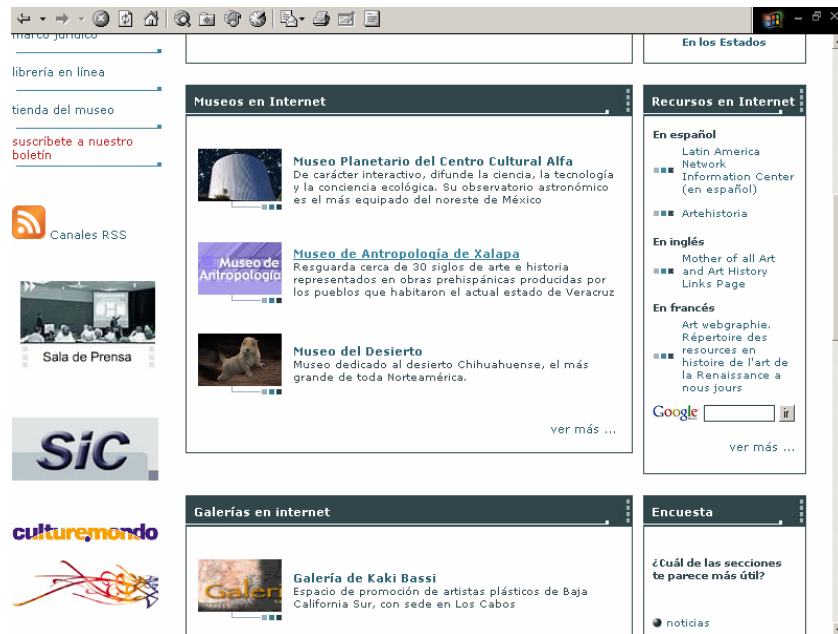 marco jurídico
librería en línea
tienda del museo
suscríbete a nuestro
boletín
Canales RSS
Sala de Prensa
SiC
culturemondo
Museos en Internet
Museo Planetario del Centro Cultural Alfa
De carácter interactivo, difunde la ciencia, la tecnología
y la conciencia ecológica. Su observatorio astronómico
es el más equipado del noreste de México
Museo de
Antropología
Museo de Antropología de Xalapa
Resguarda cerca de 30 siglos de arte e historia
representados en obras prehispánicas producidas por
los pueblos que habitaron el actual estado de Veracruz
Museo del Desierto
Museo dedicado al desierto Chihuahuense, el más
grande de toda Norteamérica.
ver más ...
Galerías en internet
Galerí
Galería de Kaki Bassi
Espacio de promoción de artistas plásticos de Baja
California Sur, con sede en Los Cabos
En los Estados
Recursos en Internet
En español
Latin America
Network
Information Center
(en español)
Artehistoria
En inglés
Mother of all Art
and Art History
Links Page
En francés
Art webgraphie.
Répertoire des
resources en
histoire de l'art de
la Renaissance a
nous jours
Google
ir
ver más ...
Encuesta
¿Cuál de las secciones
te parece más útil?
noticias